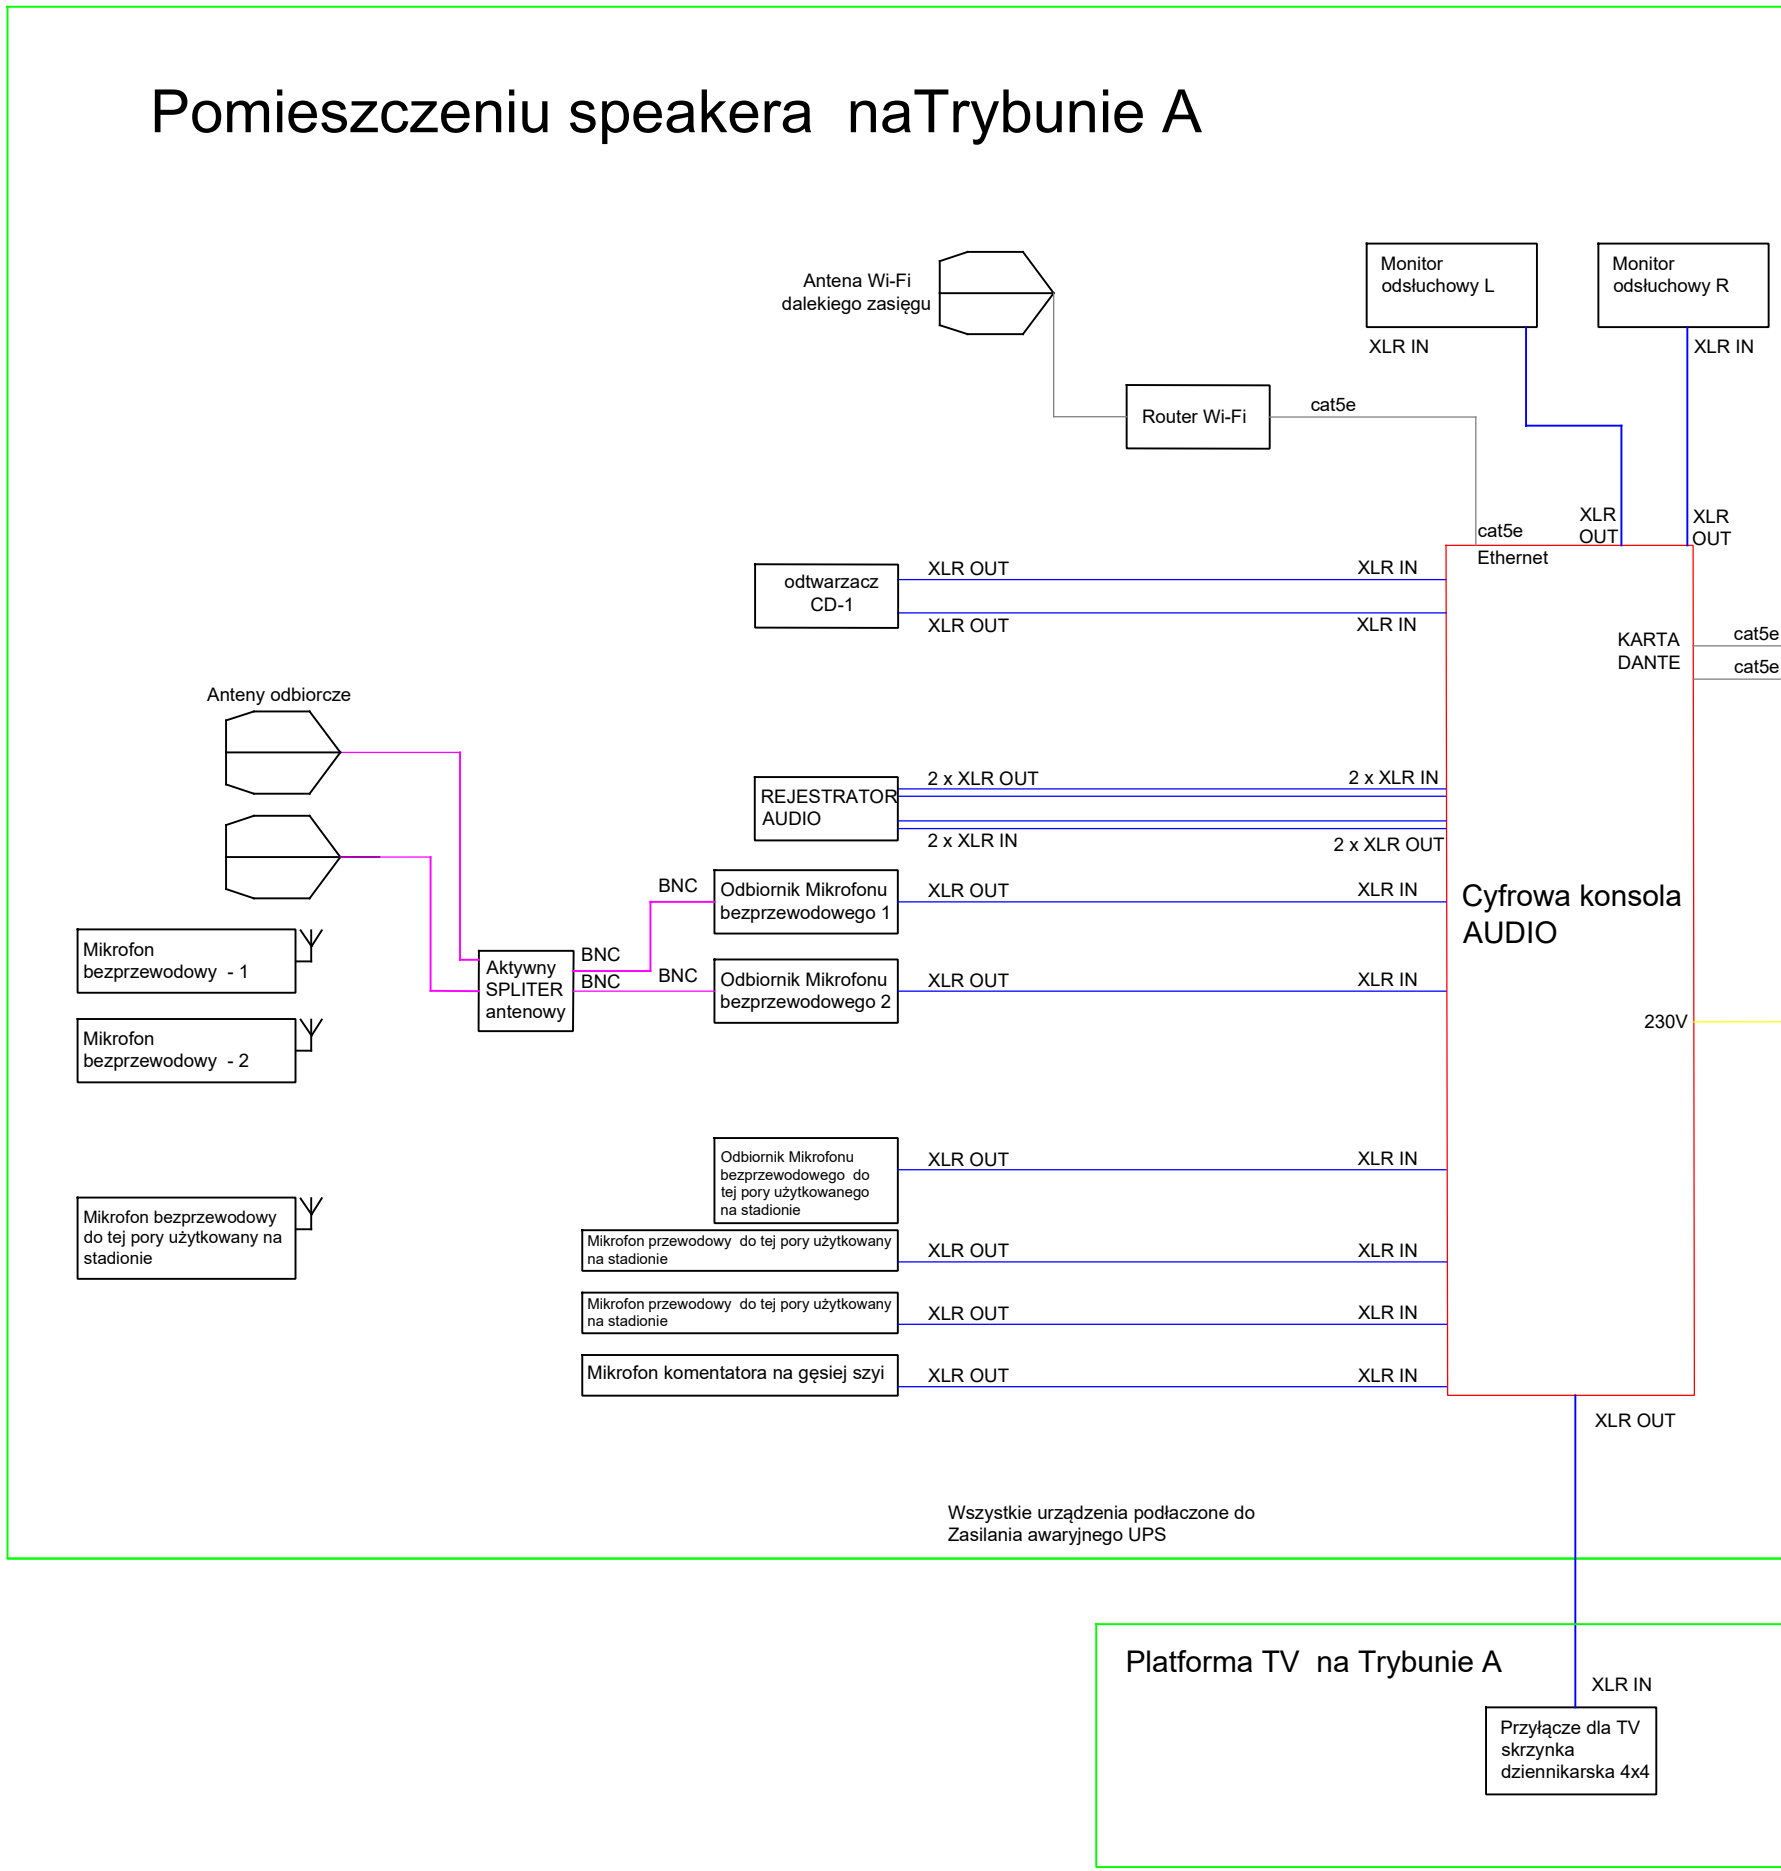 Pomieszczeniu speakera  naTrybunie A
Antena Wi-Fi
dalekiego zasięgu
Monitor
odsłuchowy L
Monitor
odsłuchowy R
XLR IN
XLR IN
Router Wi-Fi
cat5e
XLR
OUT
XLR
OUT
cat5e
Ethernet
odtwarzacz
CD-1
XLR OUT
XLR IN
XLR OUT
XLR IN
KARTA
DANTE
cat5e
cat5e
Anteny odbiorcze
REJESTRATOR
AUDIO
2 x XLR OUT
2 x XLR IN
2 x XLR IN
2 x XLR OUT
BNC
Odbiornik Mikrofonu
bezprzewodowego 1
XLR OUT
XLR IN
Cyfrowa konsola
AUDIO
Mikrofon
bezprzewodowy  - 1
Aktywny
SPLITER
antenowy
BNC
BNC
BNC
Odbiornik Mikrofonu
bezprzewodowego 2
XLR OUT
XLR IN
Mikrofon
bezprzewodowy  - 2
230V
Odbiornik Mikrofonu
bezprzewodowego  do
tej pory użytkowanego
na stadionie
XLR OUT
XLR IN
Mikrofon bezprzewodowy
do tej pory użytkowany na
stadionie
Mikrofon przewodowy  do tej pory użytkowany
na stadionie
XLR OUT
XLR IN
Mikrofon przewodowy  do tej pory użytkowany
na stadionie
XLR OUT
XLR IN
Mikrofon komentatora na gęsiej szyi
XLR OUT
XLR IN
XLR OUT
Wszystkie urządzenia podłaczone do
Zasilania awaryjnego UPS
Platforma TV  na Trybunie A
XLR IN
Przyłącze dla TV
skrzynka
dziennikarska 4x4